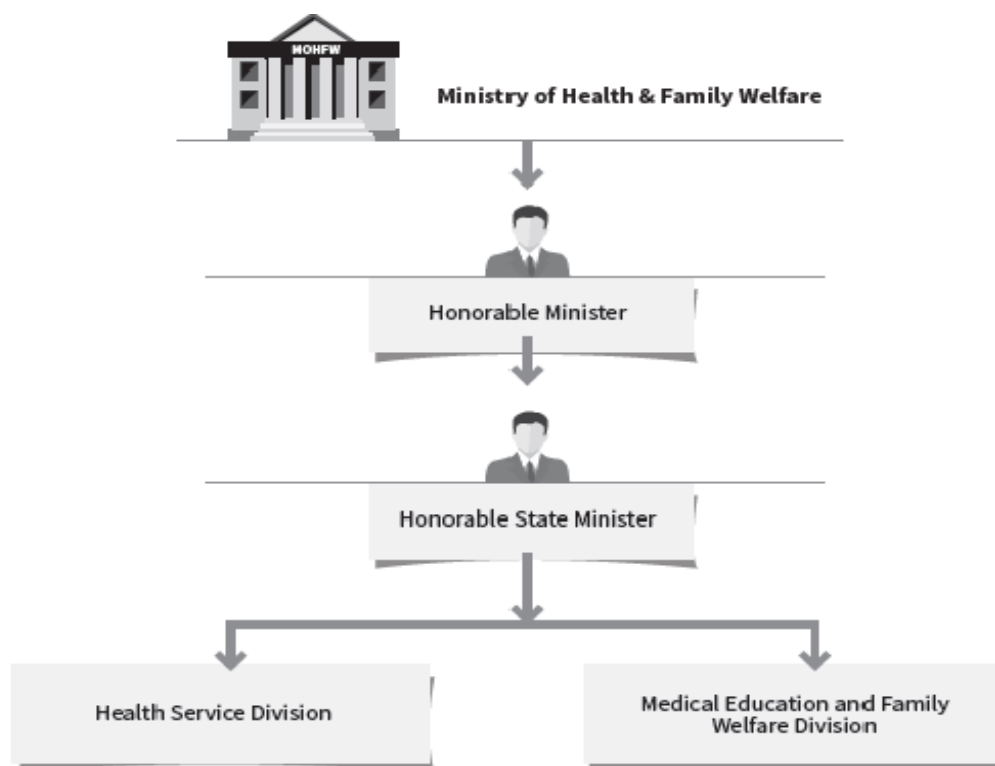 MOHFW
Ministry of Health & Family Welfare
Honorable Minister
Honorable State Minister
Health Service Division
Medical Education and Family
Welfare Division